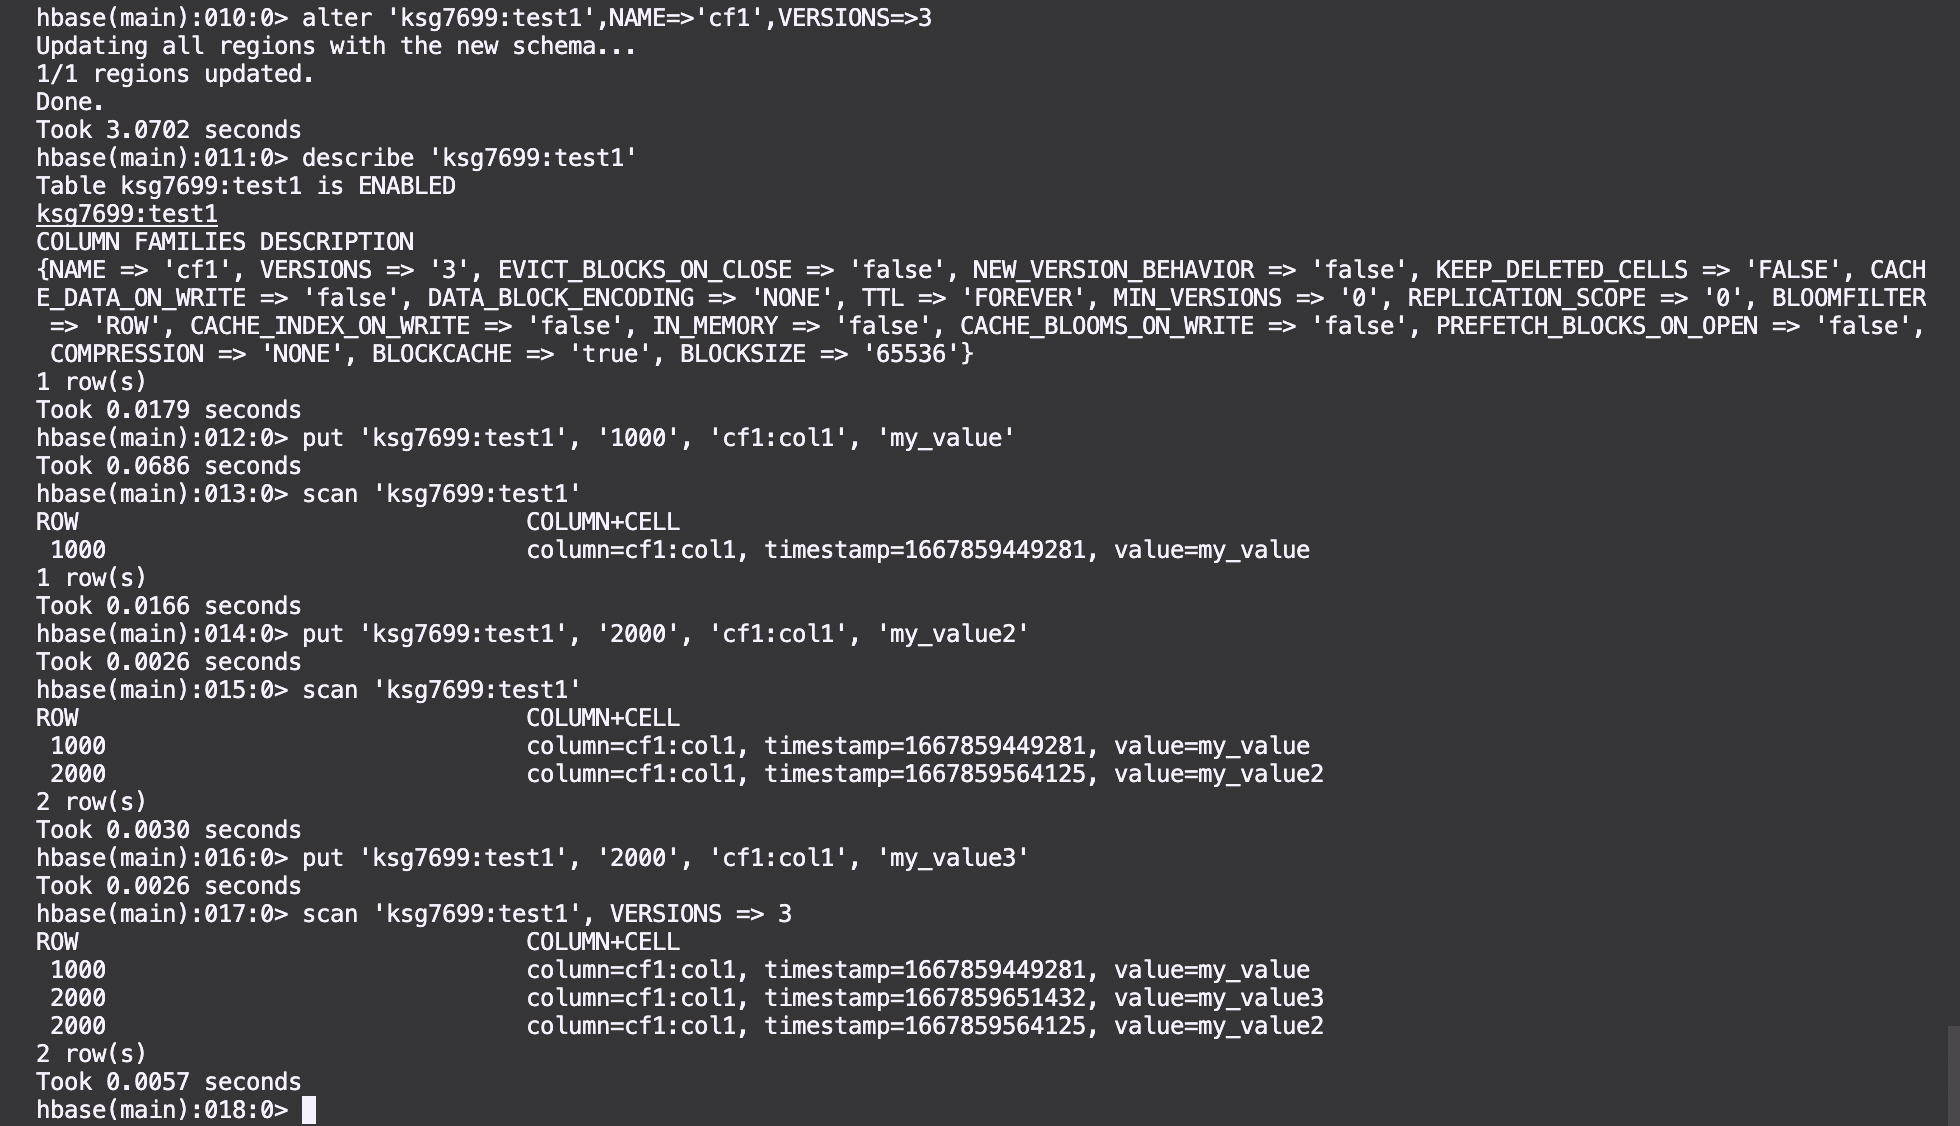 hbase(main):010:0> alter 'ksg7699:test1',NAME=>'cf1',VERSIONS=>3
Updating all regions with the new schema...
1/1 regions updated.
Done.
Took 3.0702 seconds
hbase(main):011:0> describe 'ksg7699:test1'
Table ksg7699:test1 is ENABLED
ksg7699:test1
COLUMN FAMILIES DESCRIPTION
{NAME => 'cf1', VERSIONS => '3', EVICT_BLOCKS_ON_CLOSE => 'false', NEW_VERSION_BEHAVIOR => 'false', KEEP_DELETED_CELLS => 'FALSE', CACH
E_DATA_ON_WRITE => 'false', DATA_BLOCK_ENCODING => 'NONE', TTL => 'FOREVER', MIN_VERSIONS => '0', REPLICATION_SCOPE => '0', BLOOMFILTER
 => 'ROW', CACHE_INDEX_ON_WRITE => 'false', IN_MEMORY => 'false', CACHE_BLOOMS_ON_WRITE => 'false', PREFETCH_BLOCKS_ON_OPEN => 'false',
 COMPRESSION => 'NONE', BLOCKCACHE => 'true', BLOCKSIZE => '65536'}
1 row(s)
Took 0.0179 seconds
hbase(main):012:0> put 'ksg7699:test1', '1000', 'cf1:col1', 'my_value'
Took 0.0686 seconds
hbase(main):013:0> scan 'ksg7699:test1'
ROW COLUMN+CELL
 1000 column=cf1:col1, timestamp=1667859449281, value=my_value
1 row(s)
Took 0.0166 seconds
hbase(main):014:0> put 'ksg7699:test1', '2000', 'cf1:col1', 'my_value2'
Took 0.0026 seconds
hbase(main):015:0> scan 'ksg7699:test1'
ROW COLUMN+CELL
 1000 column=cf1:col1, timestamp=1667859449281, value=my_value
 2000 column=cf1:col1, timestamp=1667859564125, value=my_value2
2 row(s)
Took 0.0030 seconds
hbase(main):016:0> put 'ksg7699:test1', '2000', 'cf1:col1', 'my_value3'
Took 0.0026 seconds
hbase(main):017:0> scan 'ksg7699:test1', VERSIONS => 3
ROW COLUMN+CELL
 1000 column=cf1:col1, timestamp=1667859449281, value=my_value
 2000 column=cf1:col1, timestamp=1667859651432, value=my_value3
 2000 column=cf1:col1, timestamp=1667859564125, value=my_value2
2 row(s)
Took 0.0057 seconds
hbase(main):018:0>